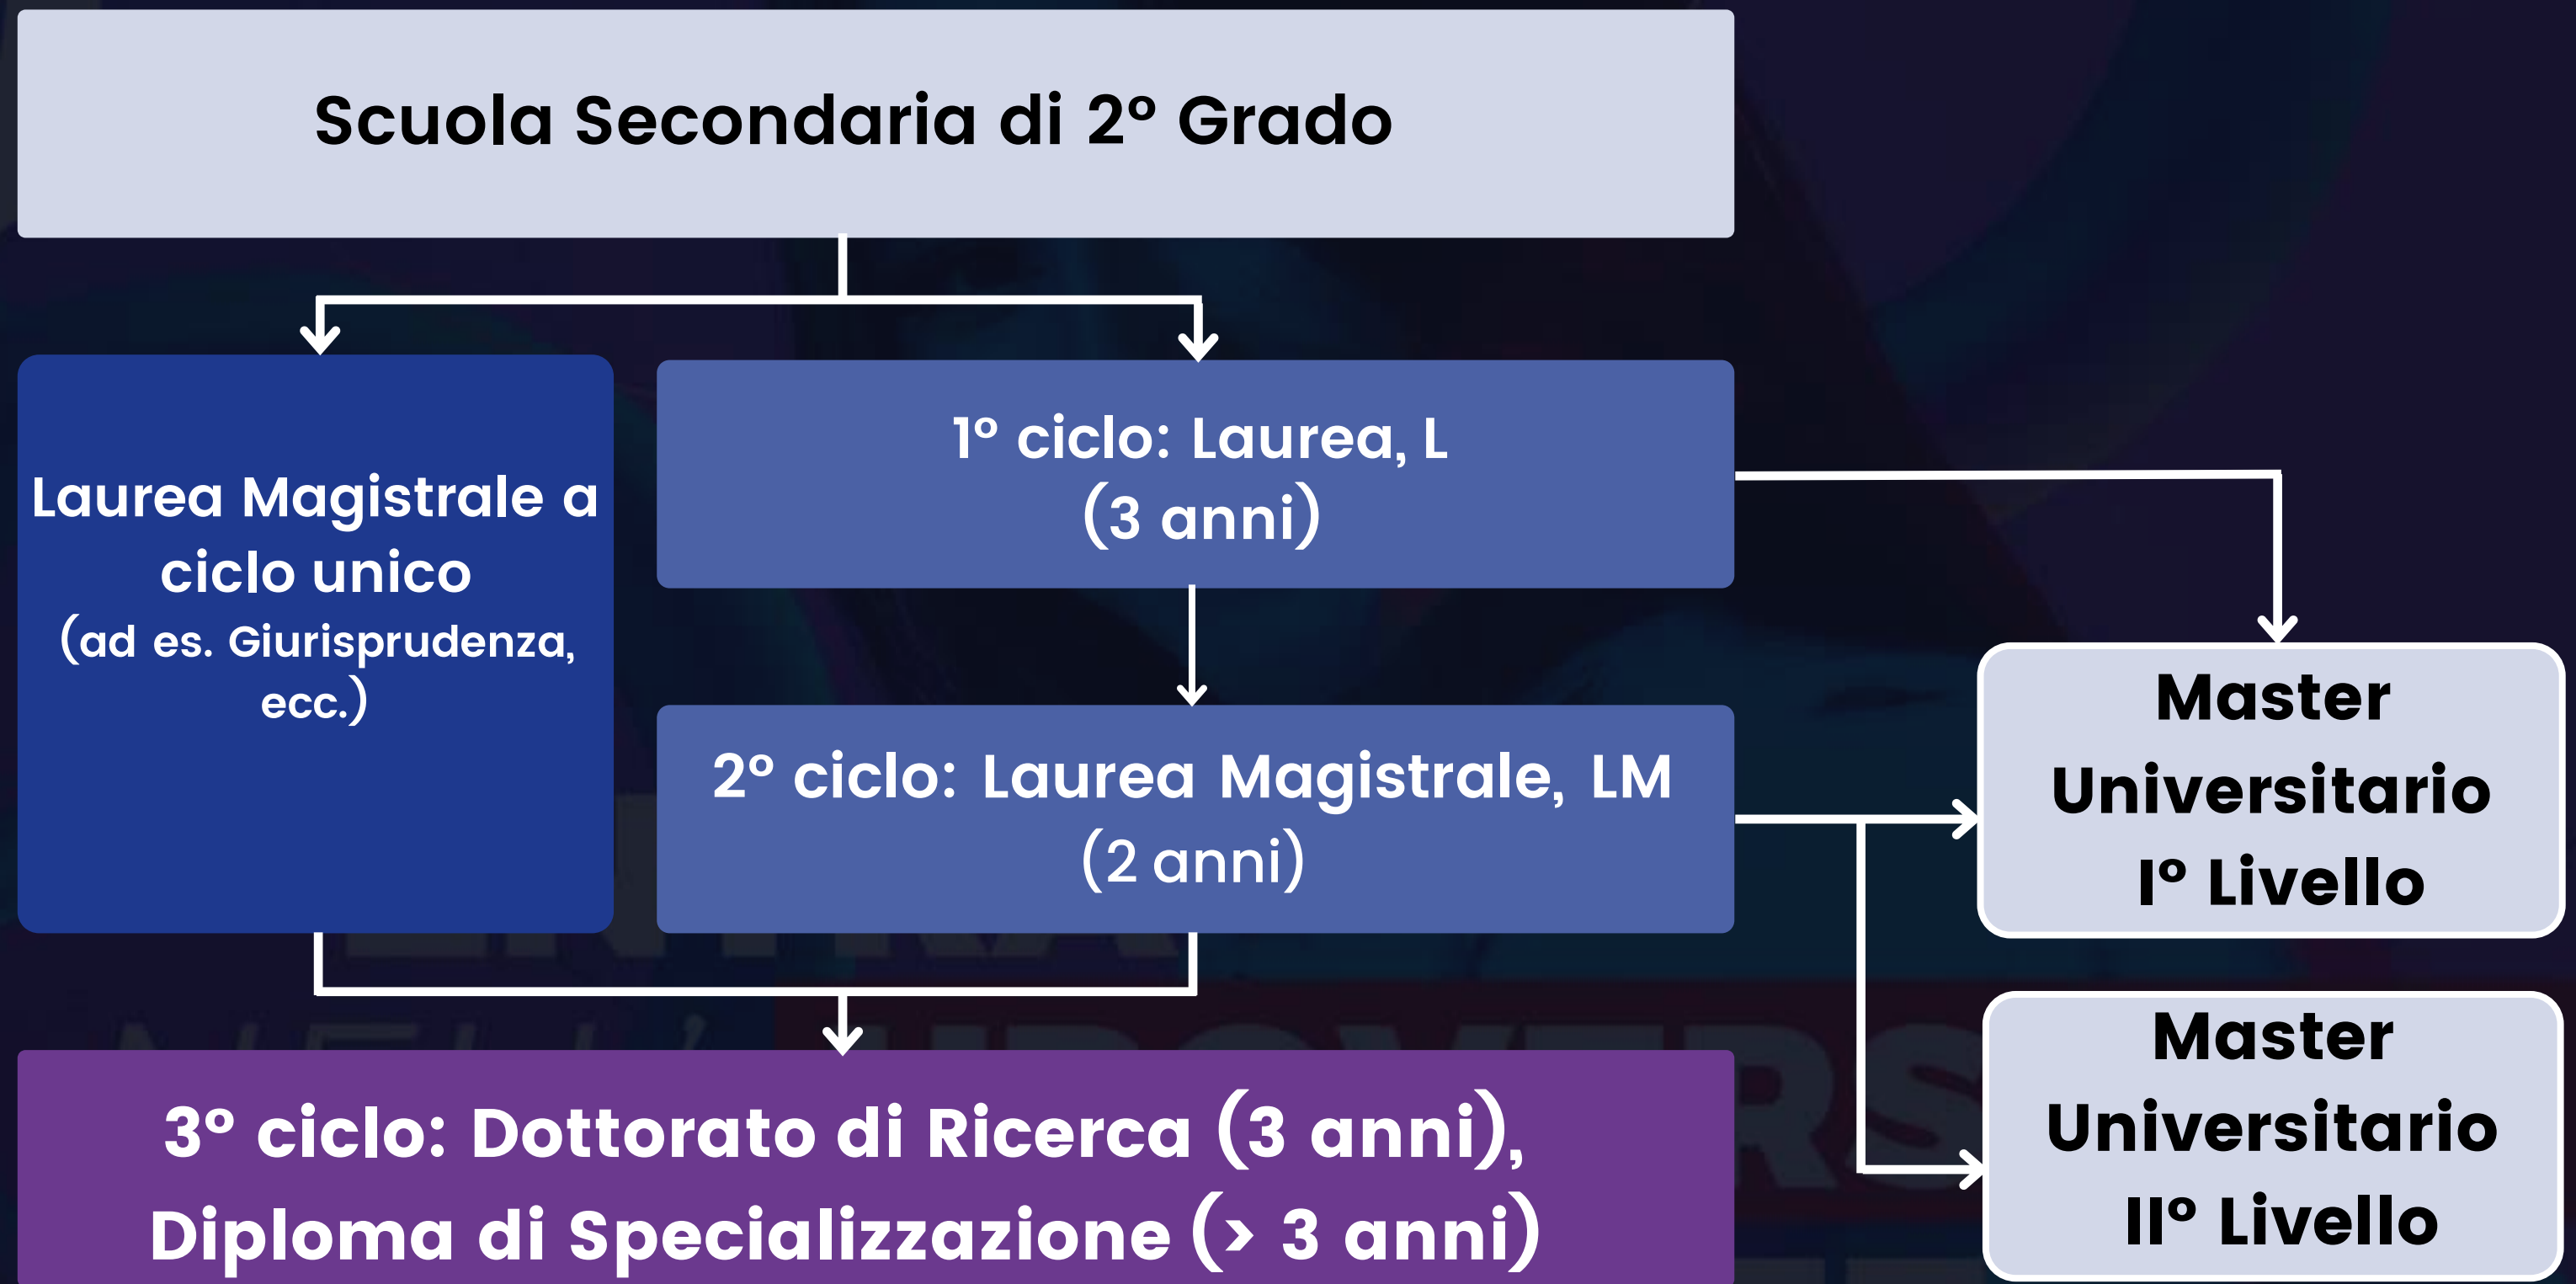 Scuola Secondaria di 2° Grado
Laurea Magistrale a
ciclo unico
(ad es. Giurisprudenza,
ecc.)
1° ciclo: Laurea, L
(3 anni)
2° ciclo: Laurea Magistrale, LM
(2 anni)
Master
Universitario
I° Livello
Master
Universitario
II° Livello
3° ciclo: Dottorato di Ricerca (3 anni),
Diploma di Specializzazione (> 3 anni)